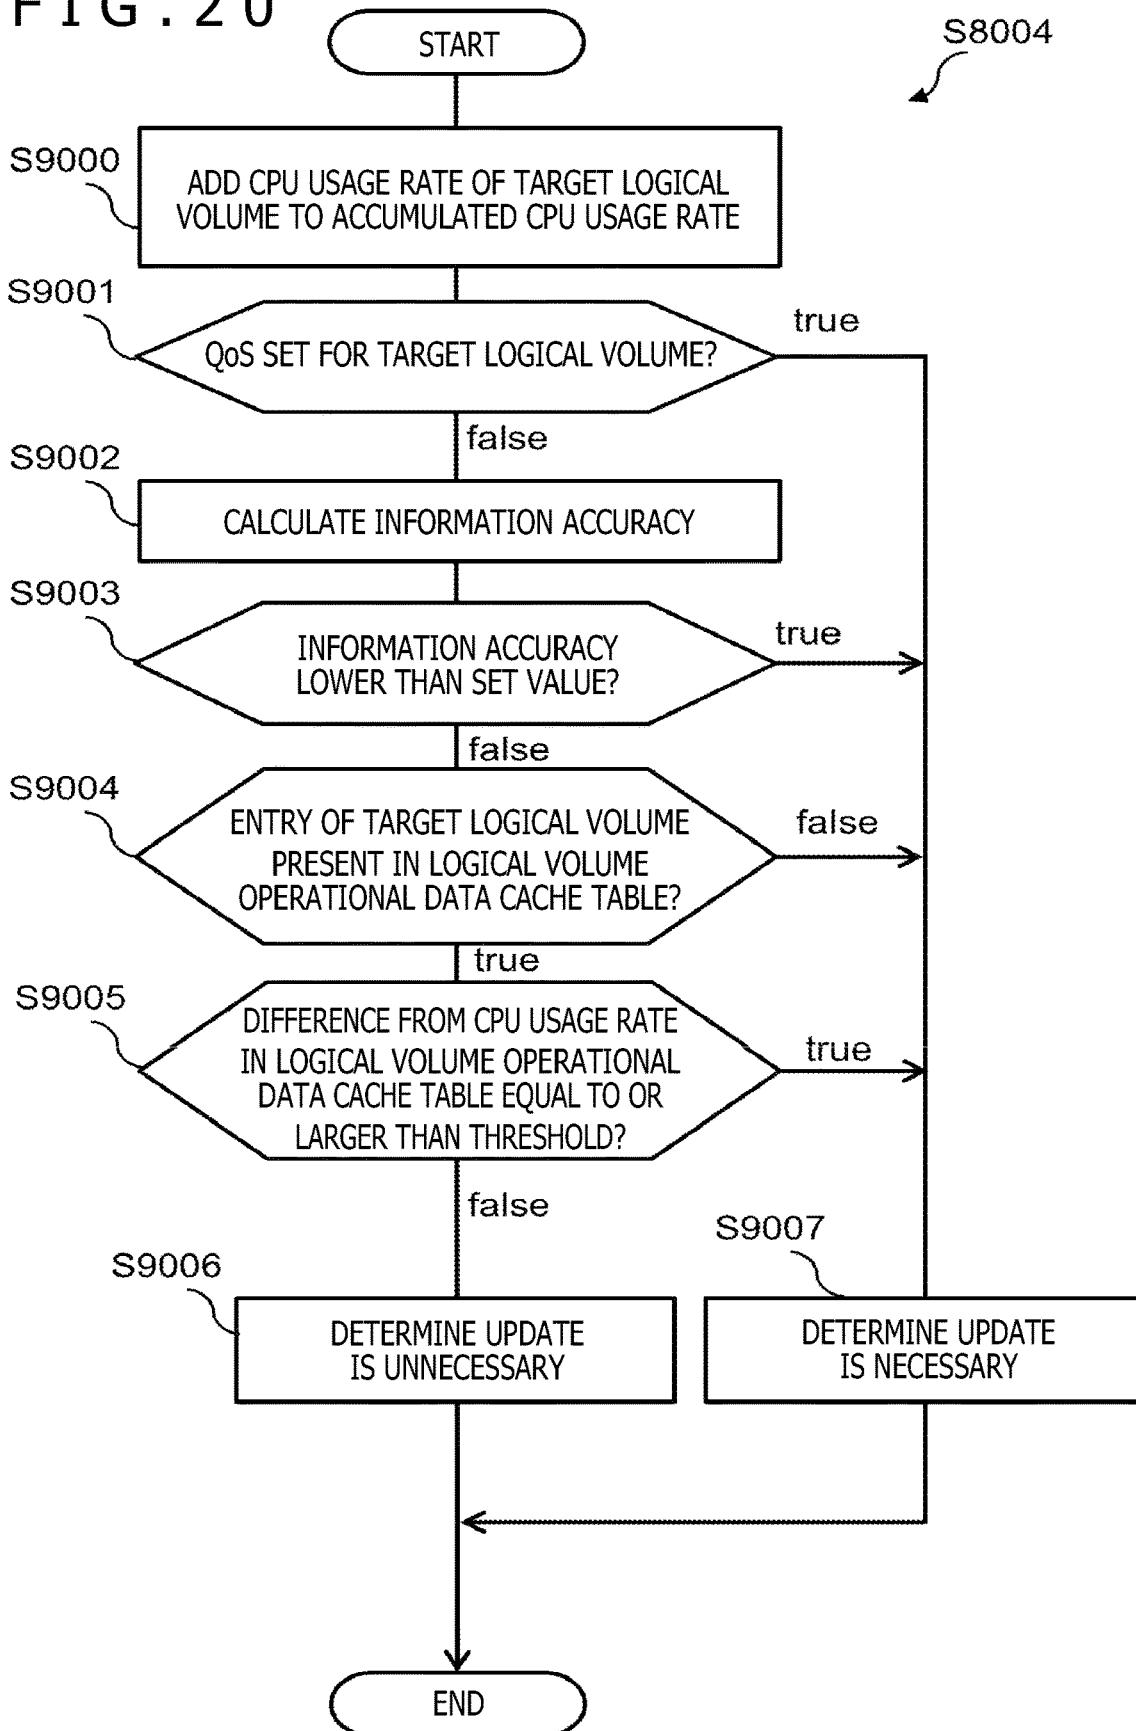 FIG.20
START
S8004
S9000
ADD CPU USAGE RATE OF TARGET LOGICAL
VOLUME TO ACCUMULATED CPU USAGE RATE
S9001
QoS SET FOR TARGET LOGICAL VOLUME?
true
false
S9002
CALCULATE INFORMATION ACCURACY
S9003
INFORMATION ACCURACY
LOWER THAN SET VALUE?
true
false
S9004
ENTRY OF TARGET LOGICAL VOLUME
PRESENT IN LOGICAL VOLUME
OPERATIONAL DATA CACHE TABLE?
false
true
S9005
DIFFERENCE FROM CPU USAGE RATE
IN LOGICAL VOLUME OPERATIONAL
DATA CACHE TABLE EQUAL TO OR
LARGER THAN THRESHOLD?
true
false
S9006
DETERMINE UPDATE
IS UNNECESSARY
S9007
DETERMINE UPDATE
IS NECESSARY
END